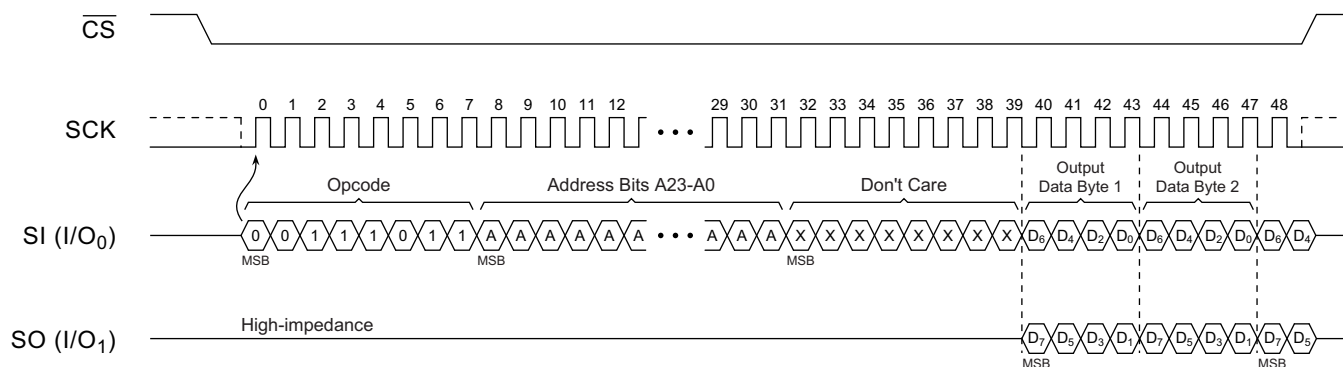 CS
0 1 2 3 4 5 6 7 8 9 10 11 12 29 30 31 32 33 34 35 36 37 38 39 40 41 42 43 44 45 46 47 48
SCK
Opcode Address Bits A23-A0 Don't Care Output Data Byte 1 Output Data Byte 2
SI (I/O₀) 0 0 1 1 1 0 1 1 A A A A A A A A A X X X X X X X X D₆ D₄ D₂ D₀ D₆ D₄ D₂ D₀ D₆ D₄
MSB MSB MSB
High-impedance
SO (I/O₁) D₇ D₅ D₃ D₁ D₇ D₅ D₃ D₁ D₇ D₅
MSB MSB